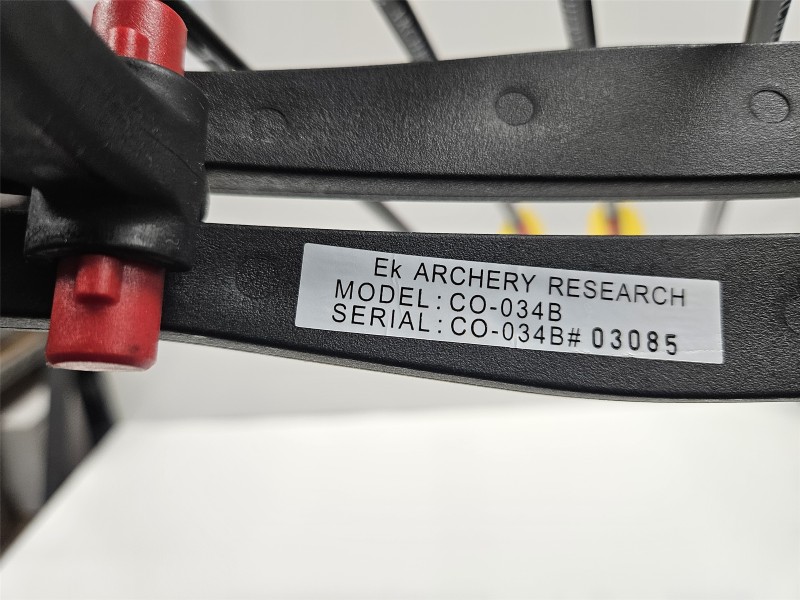 Ek ARCHERY RESEARCH
MODEL: CO-034B
SERIAL: CO-034B# 03085